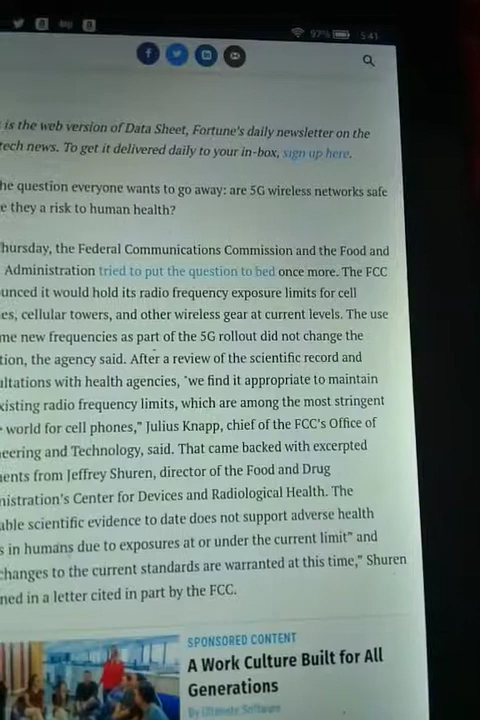 97% 5:41
is the web version of Data Sheet, Fortune's daily newsletter on the
tech news. To get it delivered daily to your in-box, sign up here.
he question everyone wants to go away: are 5G wireless networks safe
e they a risk to human health?
hursday, the Federal Communications Commission and the Food and
Administration tried to put the question to bed once more. The FCC
unced it would hold its radio frequency exposure limits for cell
es, cellular towers, and other wireless gear at current levels. The use
me new frequencies as part of the 5G rollout did not change the
tion, the agency said. After a review of the scientific record and
ultations with health agencies, "we find it appropriate to maintain
xisting radio frequency limits, which are among the most stringent
world for cell phones," Julius Knapp, chief of the FCC's Office of
neering and Technology, said. That came backed with excerpted
nents from Jeffrey Shuren, director of the Food and Drug
nistration's Center for Devices and Radiological Health. The
able scientific evidence to date does not support adverse health
s in humans due to exposures at or under the current limit" and
changes to the current standards are warranted at this time," Shuren
ned in a letter cited in part by the FCC.
SPONSORED CONTENT
A Work Culture Built for All
Generations
By Ultimate Software